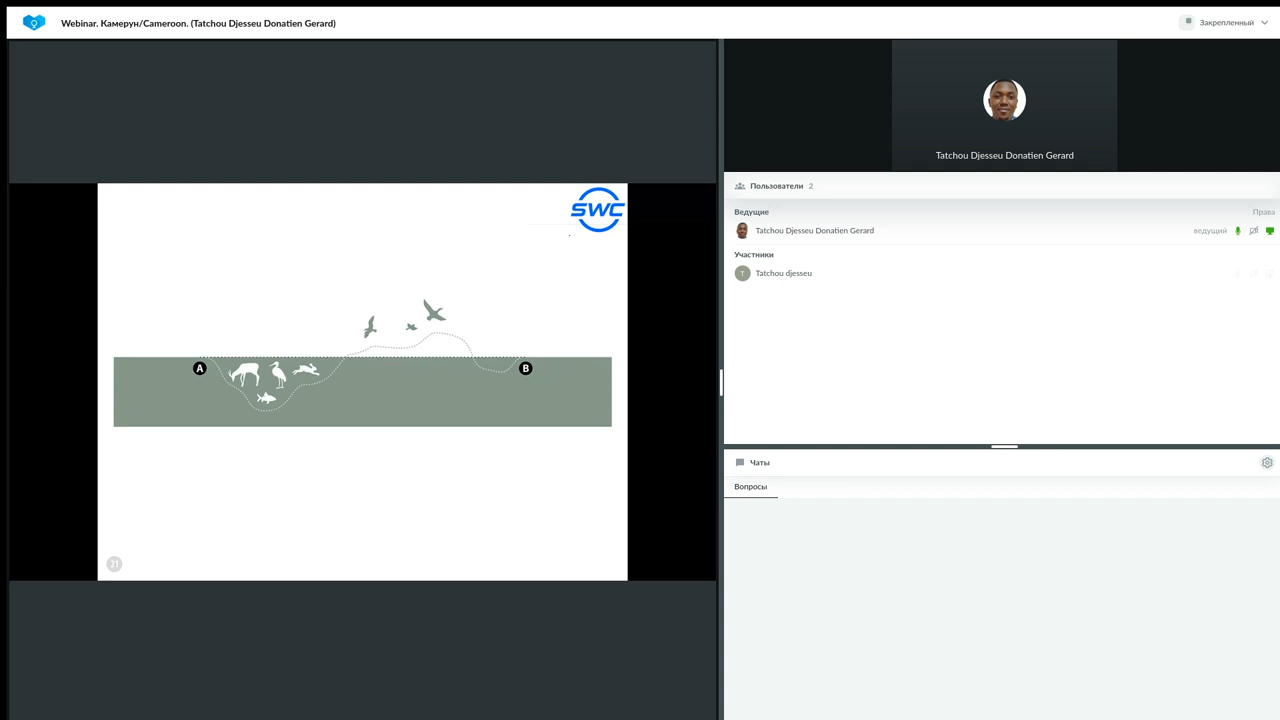 Webinar. Камерун/Cameroon. (Tatchou Djesseu Donatien Gerard)
Закрепленный
SWC
A
B
21
Tatchou Djesseu Donatien Gerard
Пользователи 2
Ведущие Права
Tatchou Djesseu Donatien Gerard ведущий
Участники
T Tatchou djesseu
Чаты
Вопросы